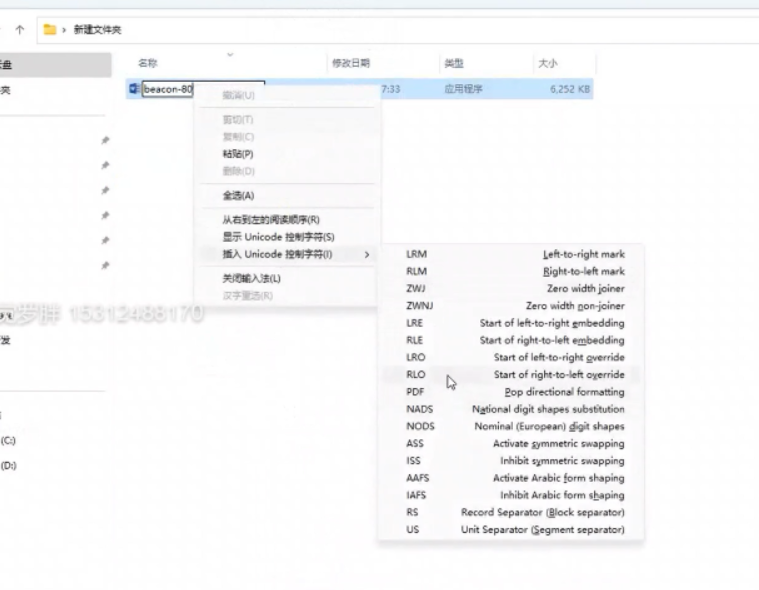 新建文件夹
名称 修改日期 类型 大小
beacon-80 7:33 应用程序 6,252 KB
撤消(U)
剪切(T)
复制(C)
粘贴(P)
删除(D)
全选(A)
从右到左的阅读顺序(R)
显示 Unicode 控制字符(S)
插入 Unicode 控制字符(I)
关闭输入法(L)
汉字重选(R)
LRM Left-to-right mark
RLM Right-to-left mark
ZWJ Zero width joiner
ZWNJ Zero width non-joiner
LRE Start of left-to-right embedding
RLE Start of right-to-left embedding
LRO Start of left-to-right override
RLO Start of right-to-left override
PDF Pop directional formatting
NADS National digit shapes substitution
NODS Nominal (European) digit shapes
ASS Activate symmetric swapping
ISS Inhibit symmetric swapping
AAFS Activate Arabic form shaping
IAFS Inhibit Arabic form shaping
RS Record Separator (Block separator)
US Unit Separator (Segment separator)
罗胖 15312488170
(C:)
(D:)